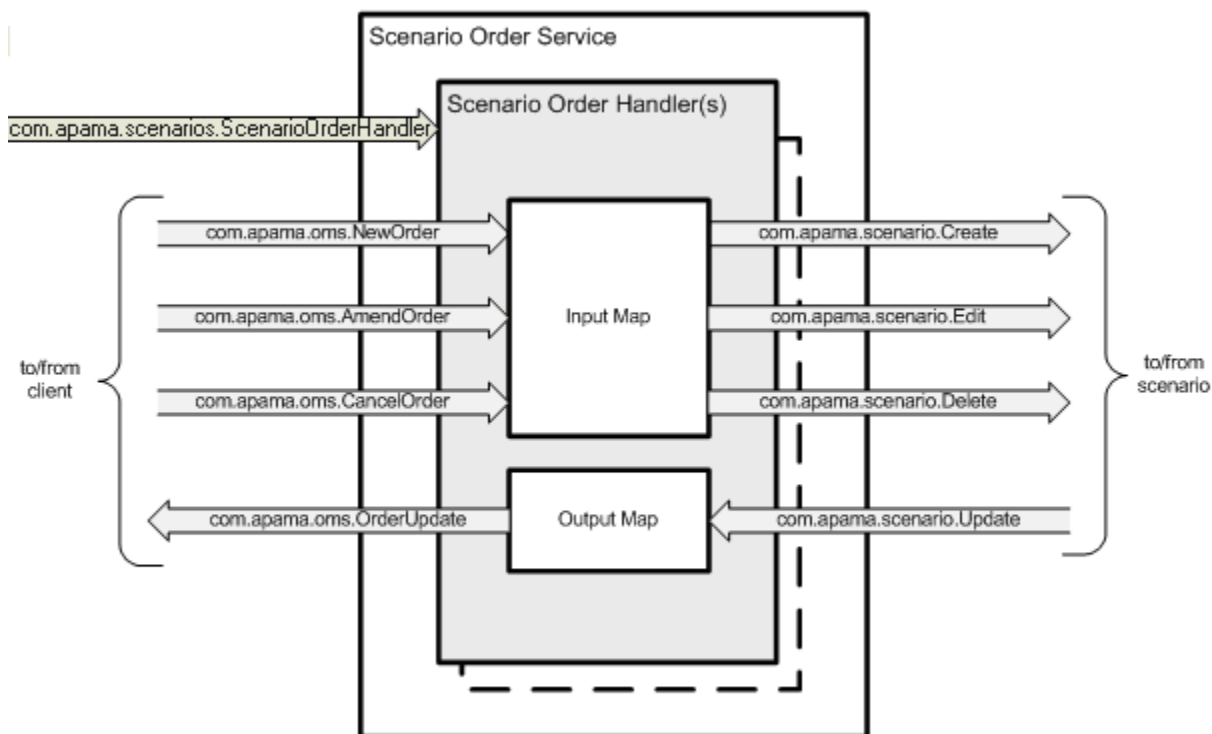 Scenario Order Service
Scenario Order Handler(s)
com.apama.scenarios.ScenarioOrderHandler
com.apama.oms.NewOrder
com.apama.scenario.Create
com.apama.oms.AmendOrder
Input Map
com.apama.scenario.Edit
to/from
client
to/from
scenario
com.apama.oms.CancelOrder
com.apama.scenario.Delete
com.apama.oms.OrderUpdate
Output Map
com.apama.scenario.Update